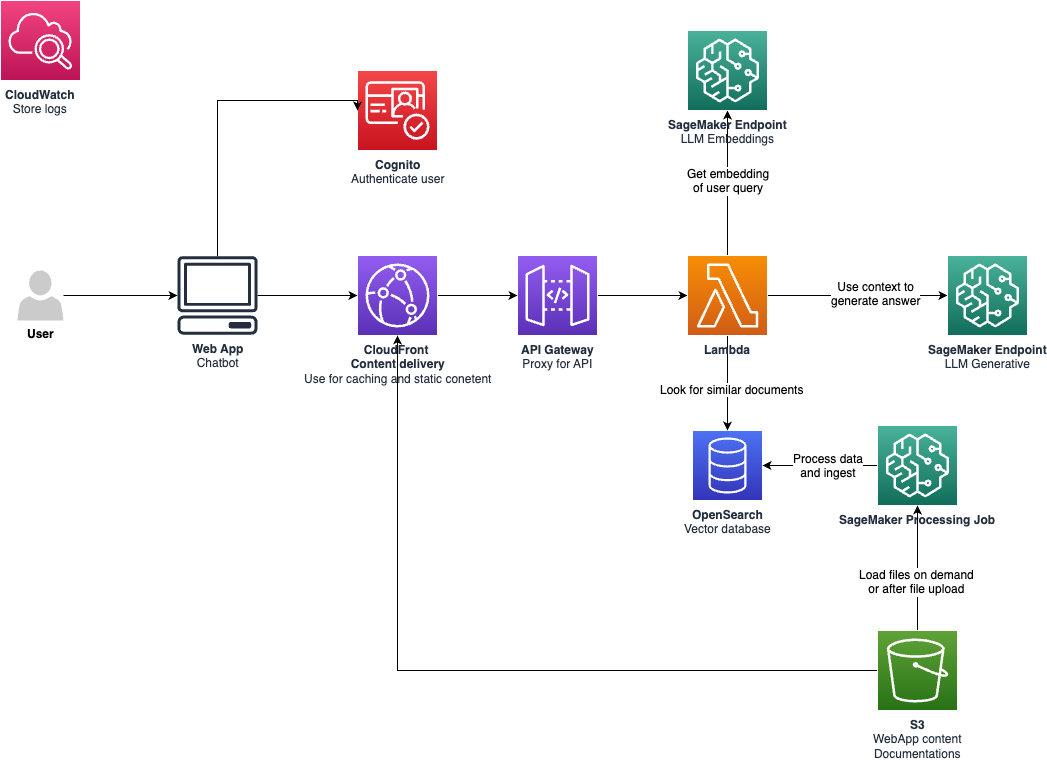 CloudWatch
Store logs
SageMaker Endpoint
LLM Embeddings
Cognito
Authenticate user
Get embedding
of user query
User
Web App
Chatbot
CloudFront
Content delivery
Use for caching and static conetent
API Gateway
Proxy for API
Lambda
Use context to
generate answer
SageMaker Endpoint
LLM Generative
Look for similar documents
Process data
and ingest
OpenSearch
Vector database
SageMaker Processing Job
Load files on demand
or after file upload
S3
WebApp content
Documentations